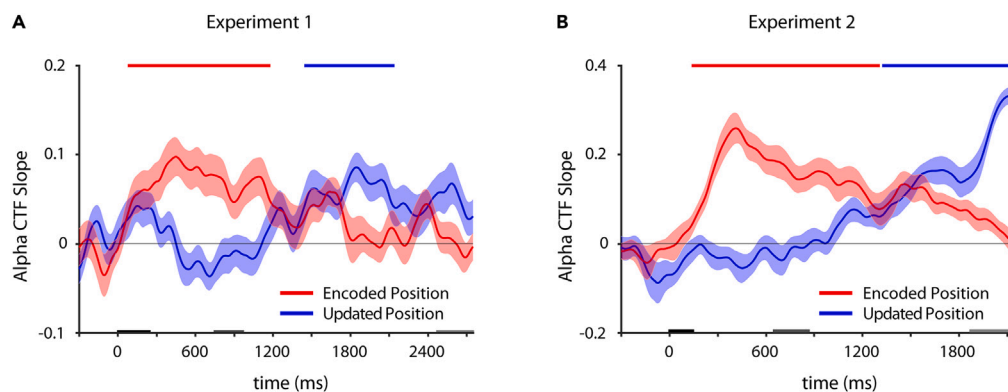 A
Experiment 1
0.2
0.1
0
-0.1
Alpha CTF Slope
Encoded Position
Updated Position
0
600
1200
1800
2400
time (ms)
B
Experiment 2
0.4
0.2
0
-0.2
Alpha CTF Slope
Encoded Position
Updated Position
0
600
1200
1800
time (ms)